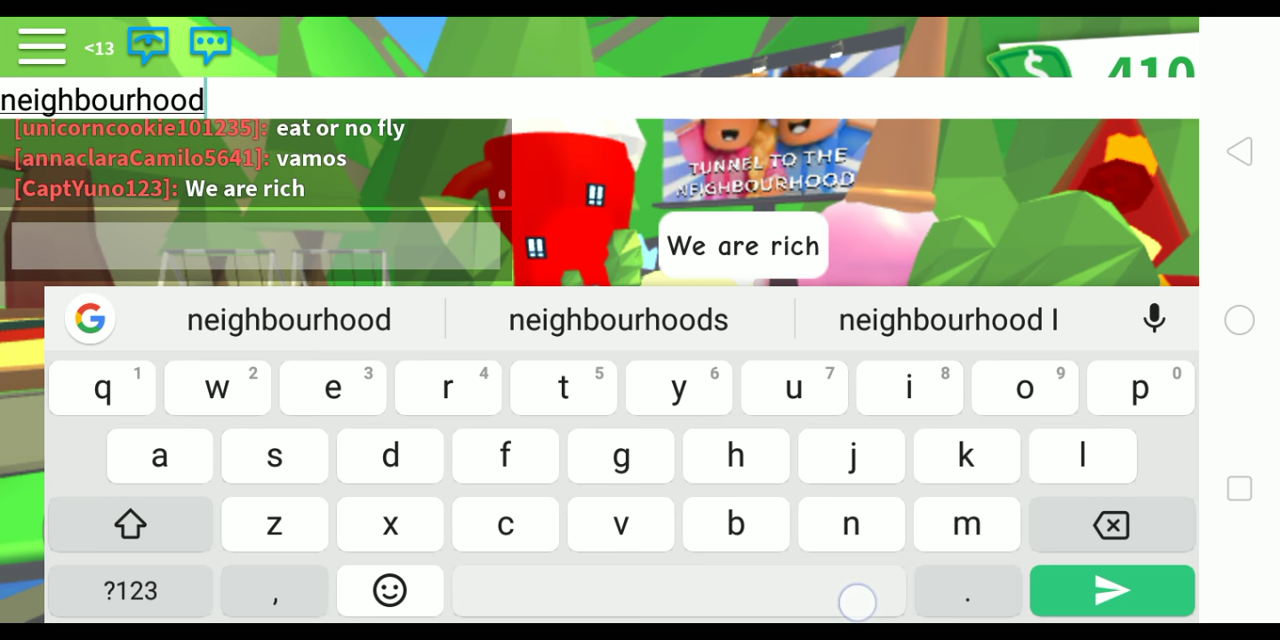 <13
410
neighbourhood
[unicorncookie101235]: eat or no fly
[annaclaraCamilo5641]: vamos
[CaptYuno123]: We are rich
TUNNEL TO THE
NEIGHBOURHOOD
We are rich
neighbourhood neighbourhoods neighbourhood I
q 1 w 2 e 3 r 4 t 5 y 6 u 7 i 8 o 9 p 0
a s d f g h j k l
z x c v b n m
?123 , .